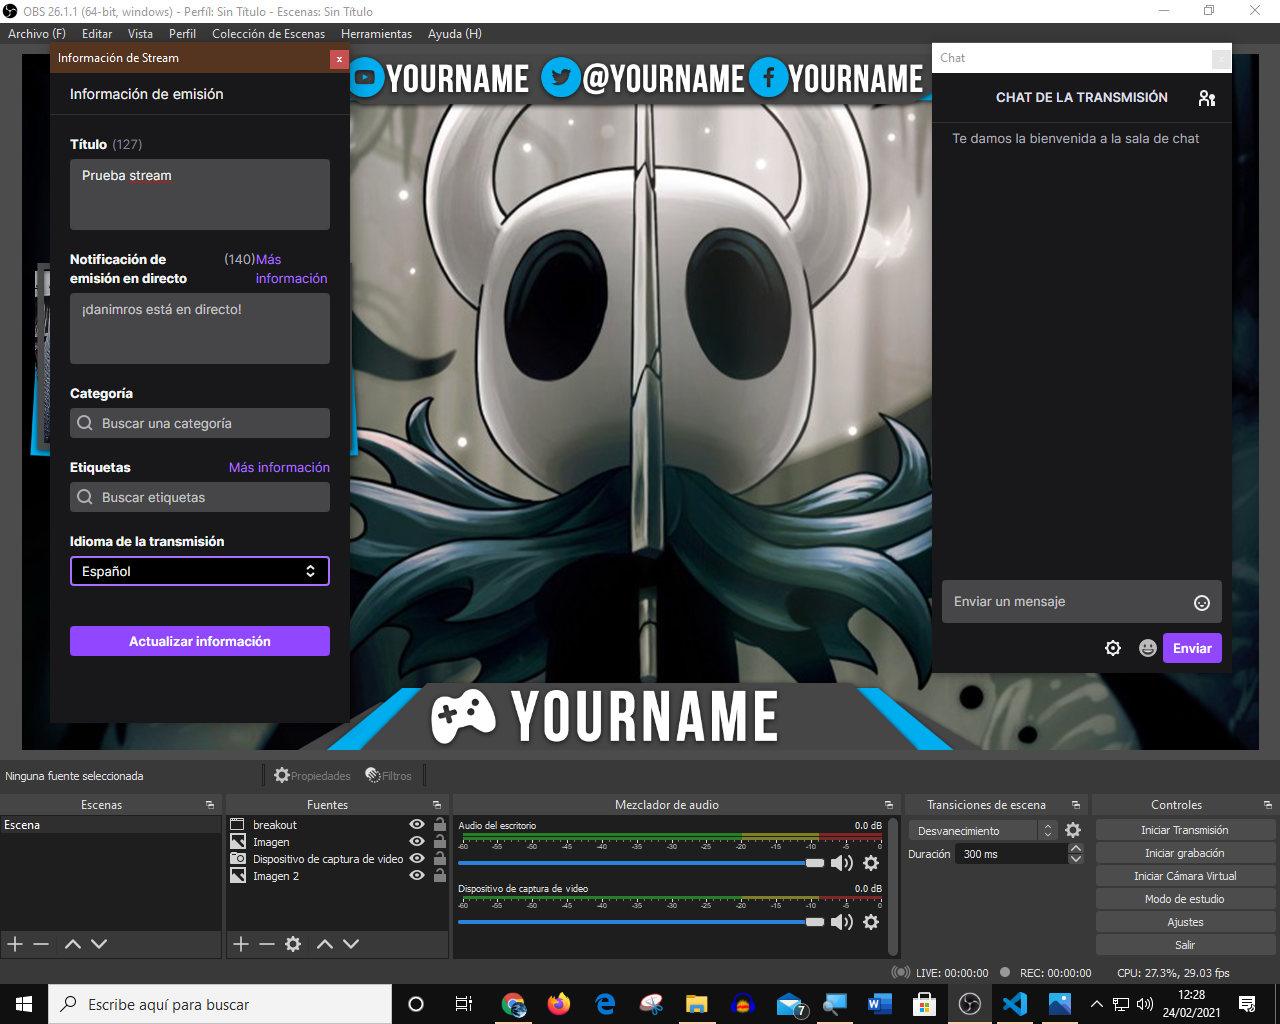 OBS 26.1.1 (64-bit, windows) - Perfíl: Sin Título - Escenas: Sin Título
Archivo (F) Editar Vista Perfil Colección de Escenas Herramientas Ayuda (H)
Información de Stream
x
Información de emisión
Título (127)
Prueba stream
Notificación de emisión en directo (140) Más información
¡danimros está en directo!
Categoría
Buscar una categoría
Etiquetas Más información
Buscar etiquetas
Idioma de la transmisión
Español
Actualizar información
YOURNAME @YOURNAME YOURNAME
YOURNAME
Chat
CHAT DE LA TRANSMISIÓN
Te damos la bienvenida a la sala de chat
Enviar un mensaje
Enviar
Ninguna fuente seleccionada Propiedades Filtros
Escenas
Escena
Fuentes
breakout
Imagen
Dispositivo de captura de video
Imagen 2
Mezclador de audio
Audio del escritorio 0.0 dB
-60 -55 -50 -45 -40 -35 -30 -25 -20 -15 -10 -5 0
Dispositivo de captura de video 0.0 dB
-60 -55 -50 -45 -40 -35 -30 -25 -20 -15 -10 -5 0
Transiciones de escena
Desvanecimiento
Duración 300 ms
Controles
Iniciar Transmisión
Iniciar grabación
Iniciar Cámara Virtual
Modo de estudio
Ajustes
Salir
LIVE: 00:00:00 REC: 00:00:00 CPU: 27.3%, 29.03 fps
Escribe aquí para buscar
7
12:28
24/02/2021